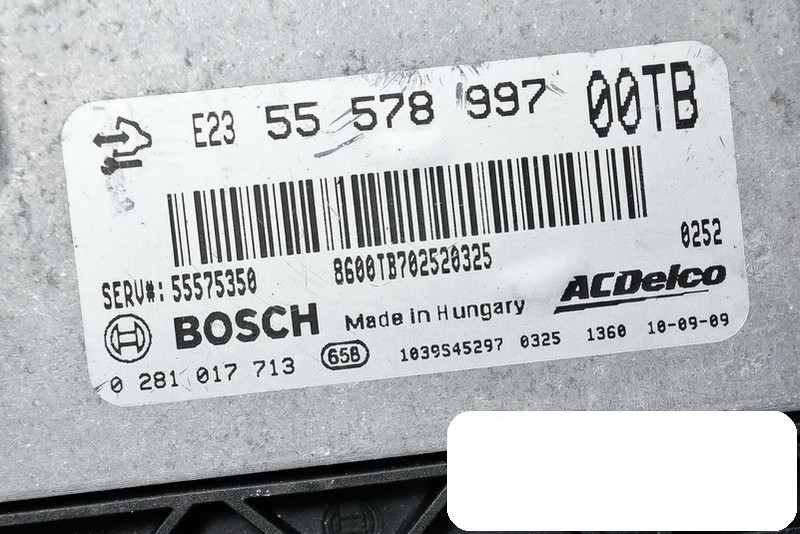 E23 55 578 997 00TB
8600TB702520325 0252
SERV#: 55575350
BOSCH Made in Hungary ACDelco
0 281 017 713 65B 1039S45297 0325 1360 10-09-09